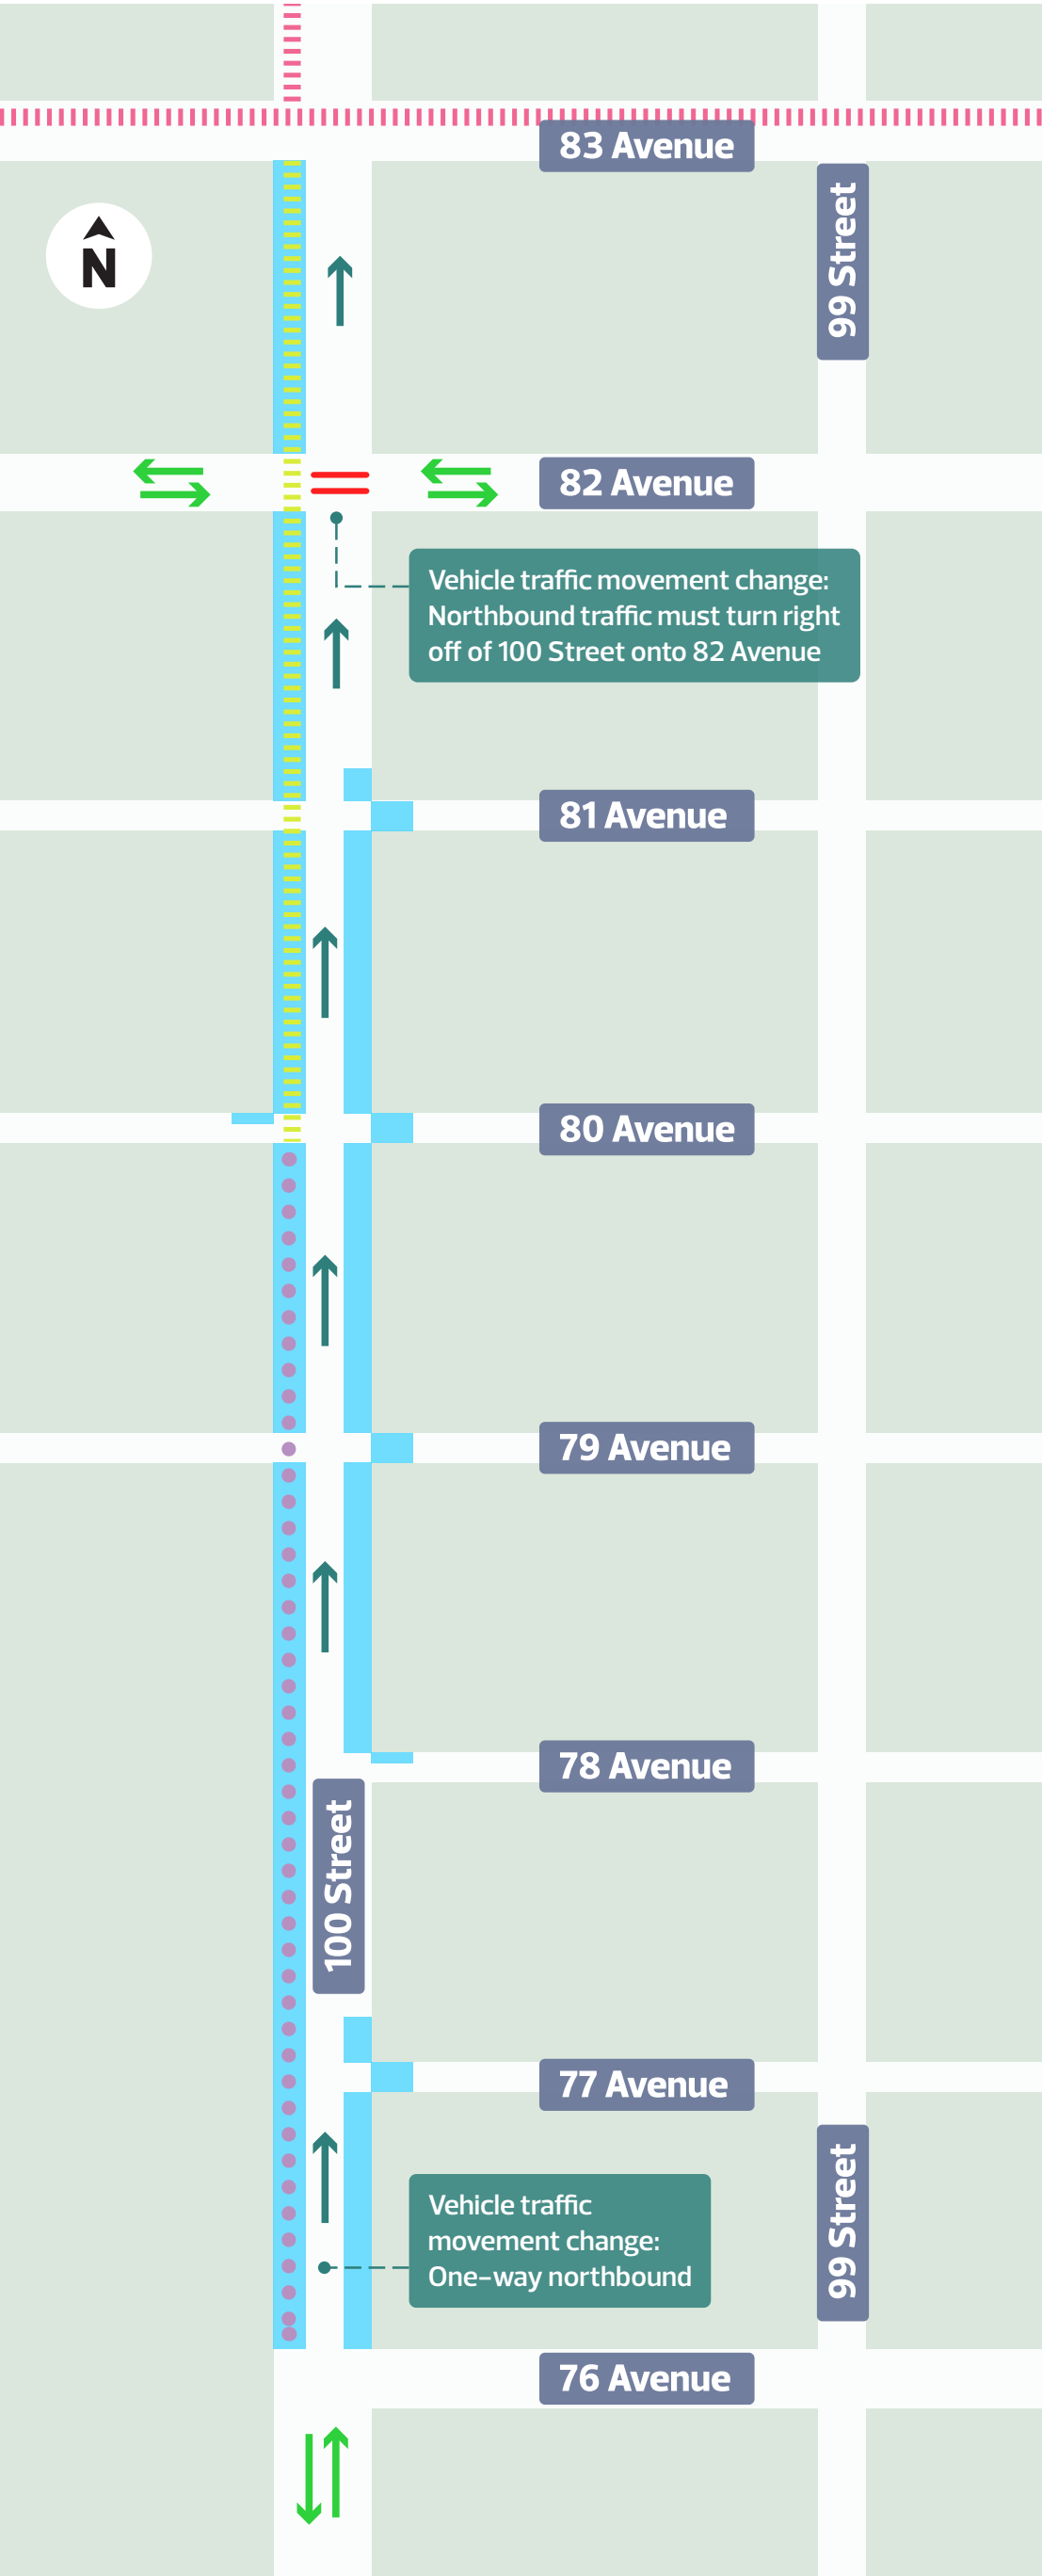 83 Avenue
99 Street
N
82 Avenue
Vehicle traffic movement change:
Northbound traffic must turn right
off of 100 Street onto 82 Avenue
81 Avenue
80 Avenue
79 Avenue
78 Avenue
100 Street
77 Avenue
99 Street
Vehicle traffic
movement change:
One-way northbound
76 Avenue